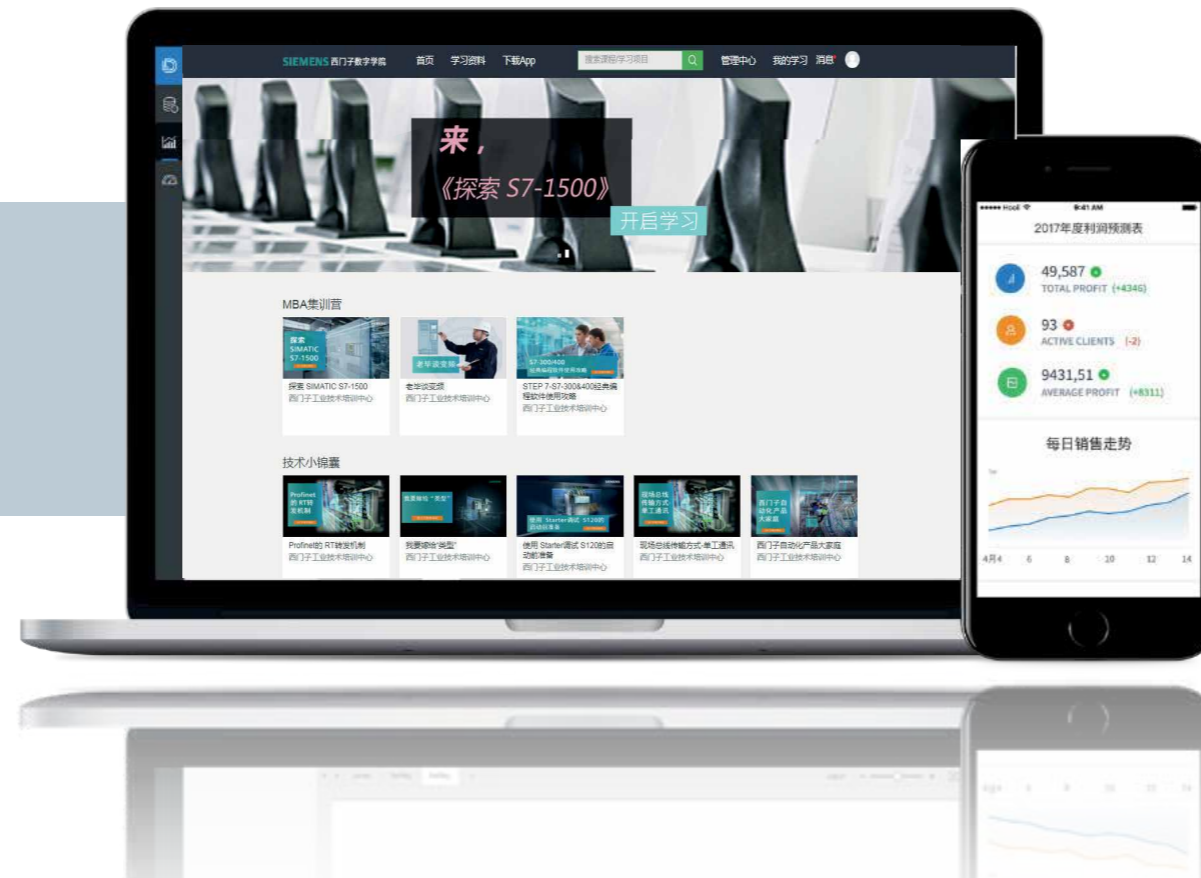 SIEMENS 西门子数字学院
首页 学习资料 下载App
搜索课程/学习项目
管理中心 我的学习 消息
来，
《探索 S7-1500》
开启学习
MBA集训营
探索
SIMATIC
S7-1500
老毕谈变频
S7-300/400
经典编程软件使用攻略
探索 SIMATIC S7-1500
西门子工业技术培训中心
老毕谈变频
西门子工业技术培训中心
STEP 7-S7-300&400经典编
程软件使用攻略
西门子工业技术培训中心
技术小锦囊
Profinet
的 RT转
发机制
我要嫁给“类型”
使用 Starter调试 S120的
启动前准备
现场总线
传输方式-
单工通讯
西门子自
动化产品
大家庭
Profinet的 RT转发机制
西门子工业技术培训中心
我要嫁给“类型”
西门子工业技术培训中心
使用 Starter调试 S120的启
动前准备
西门子工业技术培训中心
现场总线传输方式-单工通讯
西门子工业技术培训中心
西门子自动化产品大家庭
西门子工业技术培训中心
9:41 AM
2017年度利润预测表
49,587
TOTAL PROFIT (+4346)
93
ACTIVE CLIENTS (-2)
9431,51
AVERAGE PROFIT (+8311)
每日销售走势
4月4 6 8 10 12 14